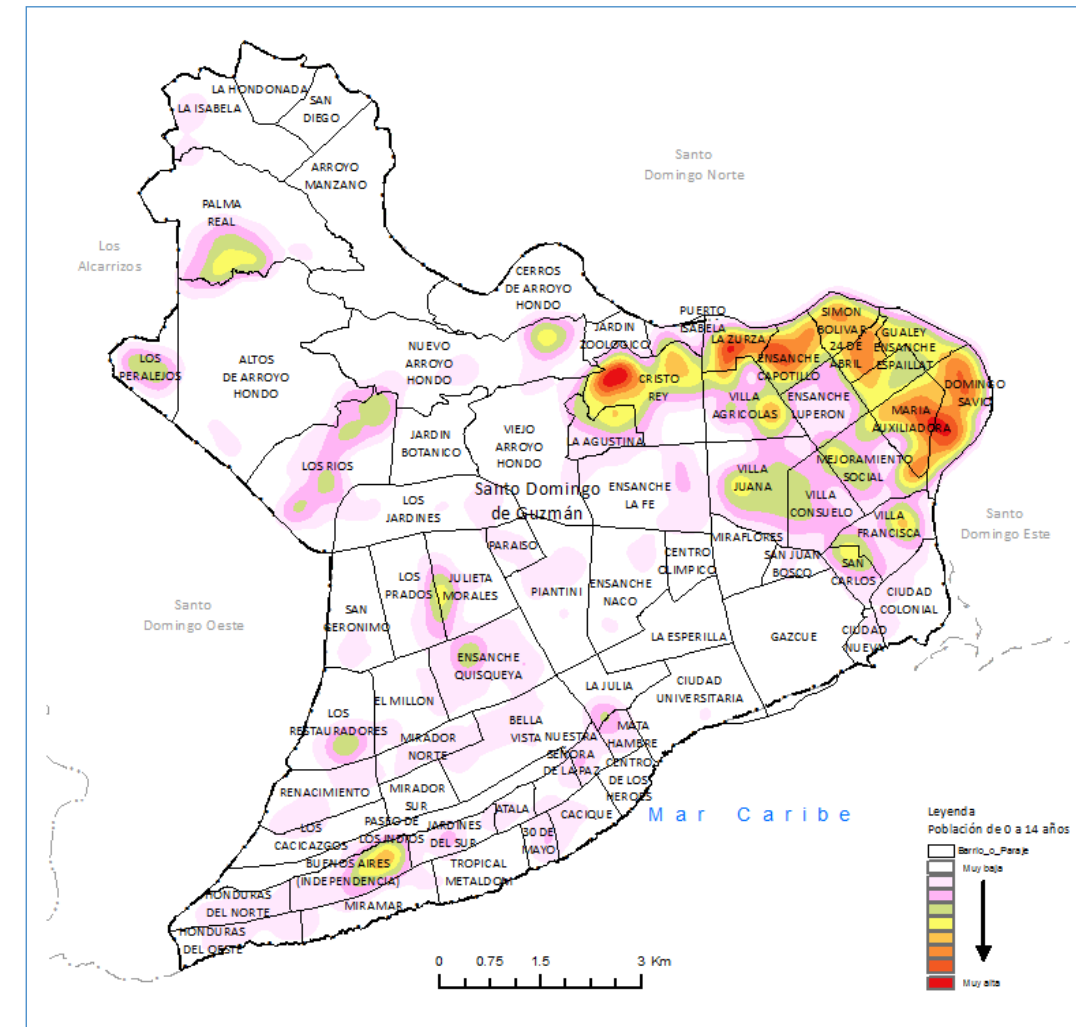 LA HONDONADA
LA ISABELA
SAN
DIEGO
ARROYO
MANZANO
Santo
Domingo Norte
PALMA
REAL
Los
Alcarrizos
CERROS
DE ARROYO
HONDO
PUERTO
ISABELA
JARDIN
ZOOLOGICO
SIMON
BOLIVAR
LA ZURZA
GUALEY
24 DE
ABRIL
ENSANCHE
ESPAILLAT
ENSANCHE
CAPOTILLO
LOS
PERALEJOS
ALTOS
DE ARROYO
HONDO
NUEVO
ARROYO
HONDO
CRISTO
REY
DOMINGO
SAVIO
VILLA
AGRICOLAS
ENSANCHE
LUPERON
MARIA
AUXILIADORA
JARDIN
BOTANICO
VIEJO
ARROYO
HONDO
LA AGUSTINA
LOS RIOS
MEJORAMIENTO
SOCIAL
VILLA
JUANA
ENSANCHE
LA FE
Santo Domingo
de Guzmán
LOS
JARDINES
VILLA
CONSUELO
VILLA
FRANCISCA
Santo
Domingo Este
MIRAFLORES
PARAISO
CENTRO
OLIMPICO
SAN JUAN
BOSCO
SAN
CARLOS
LOS
PRADOS
JULIETA
MORALES
PIANTINI
ENSANCHE
NACO
CIUDAD
COLONIAL
Santo
Domingo Oeste
SAN
GERONIMO
LA ESPERILLA
GAZCUE
CIUDAD
NUEVA
ENSANCHE
QUISQUEYA
LA JULIA
CIUDAD
UNIVERSITARIA
EL MILLON
LOS
RESTAURADORES
BELLA
VISTA
MATA
HAMBRE
MIRADOR
NORTE
NUESTRA
SEÑORA
DE LA PAZ
CENTRO
DE LOS
HEROES
RENACIMIENTO
MIRADOR
SUR
ATALA
CACIQUE
Mar Caribe
LOS
CACICAZGOS
PASEO DE
LOS INDIOS
JARDINES
DEL SUR
30 DE
MAYO
BUENOS AIRES
(INDEPENDENCIA)
TROPICAL
METALDOM
HONDURAS
DEL NORTE
MIRAMAR
HONDURAS
DEL OESTE
0 0.75 1.5 3 Km
Leyenda
Población de 0 a 14 años
Barrio_o_Paraje
Muy baja
Muy alta